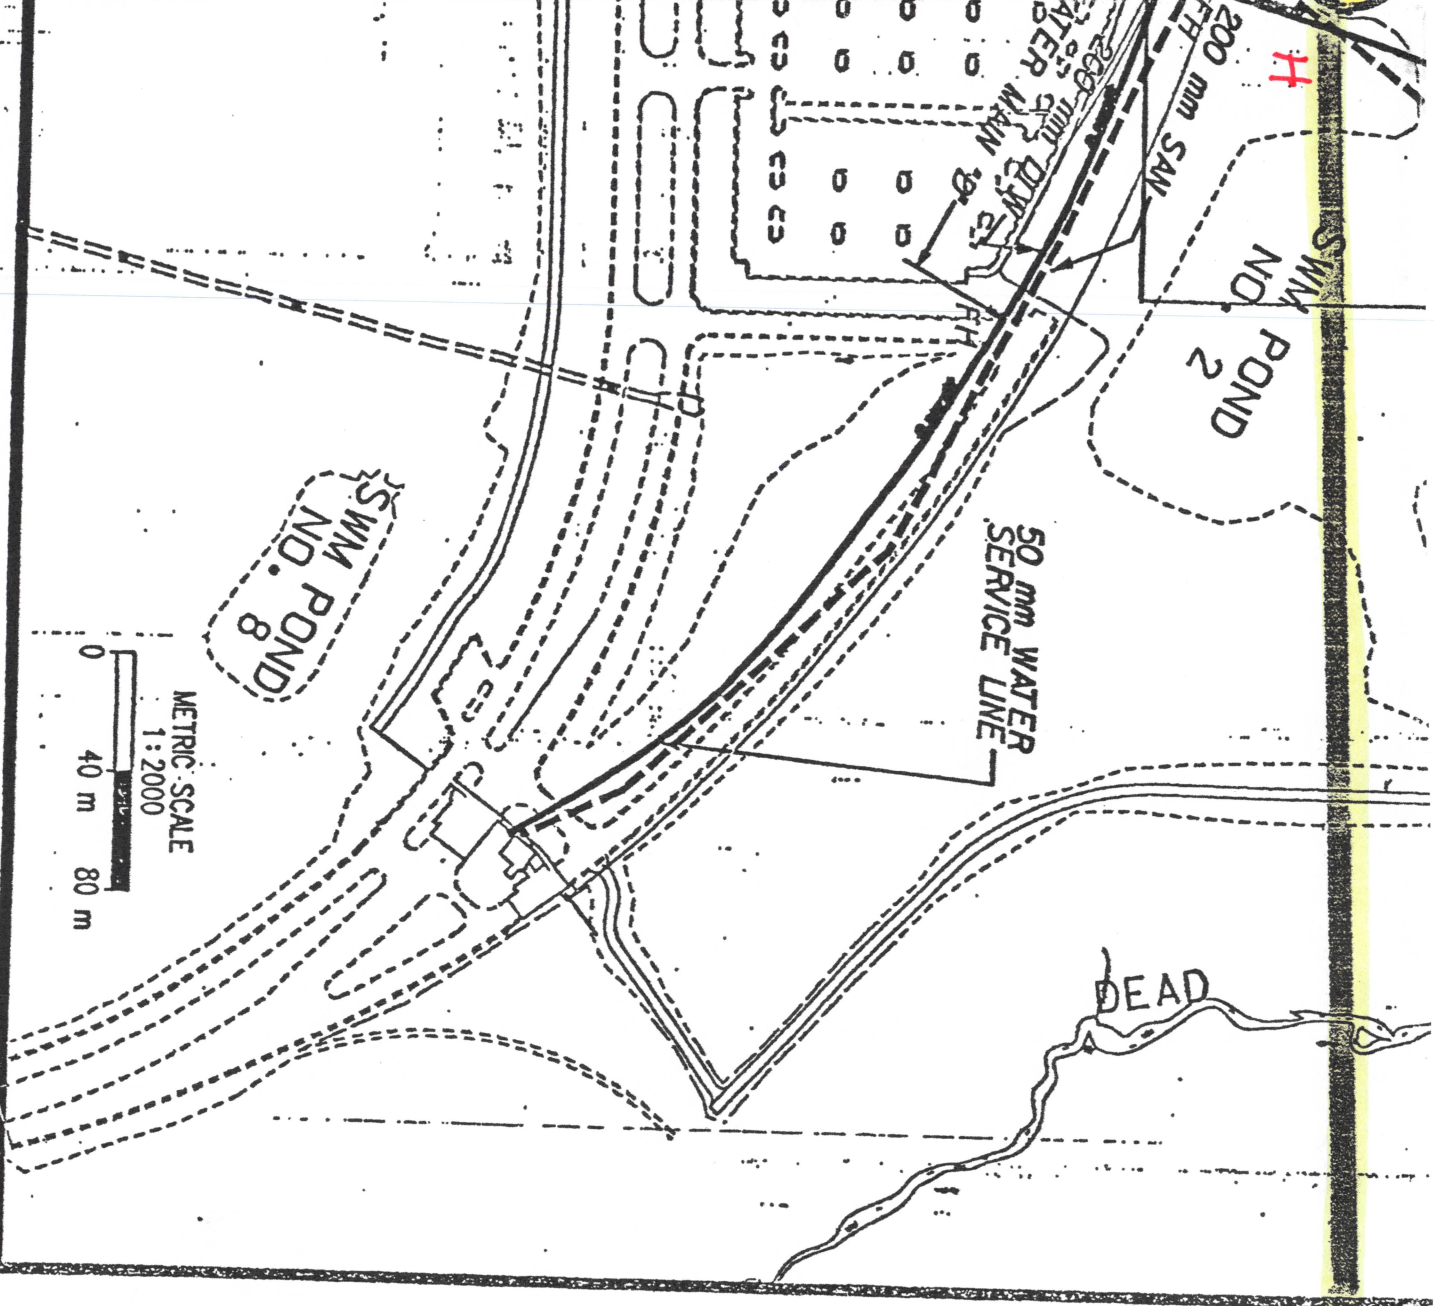 200 mm SAN
FH
200 mm DIW
WATER MAIN "B"
H
SWM POND
NO. 2
FH
50 mm WATER
SERVICE LINE
SWM POND
NO. 8
METRIC SCALE
1:2000
0 40 m 80 m
DEAD